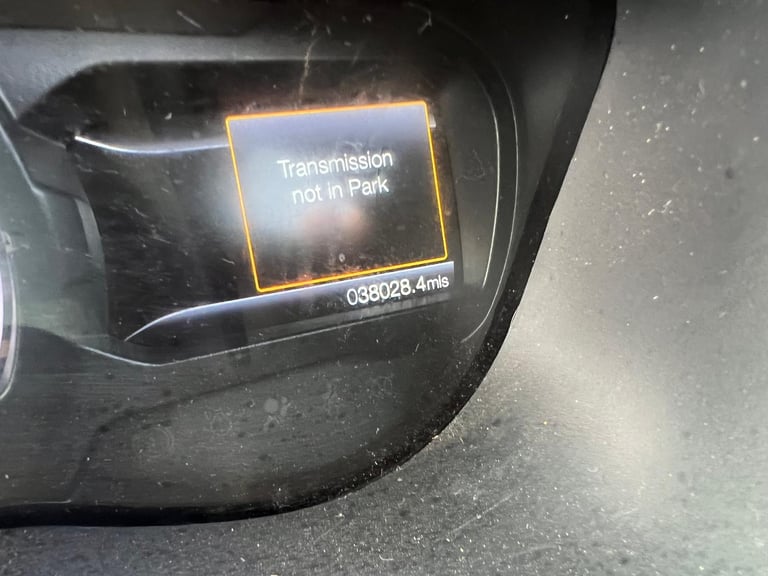 Transmission
not in Park
038028.4mls